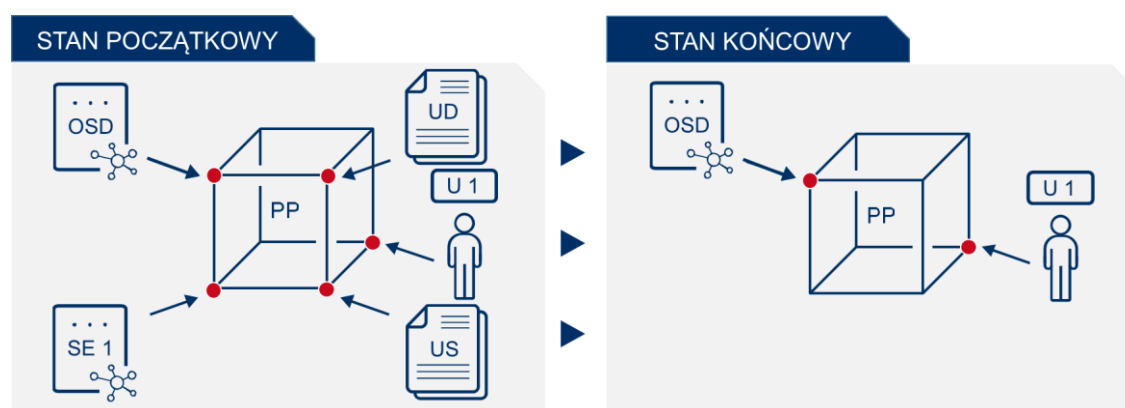 STAN POCZĄTKOWY
OSD
UD
U 1
PP
SE 1
US
STAN KOŃCOWY
OSD
U 1
PP